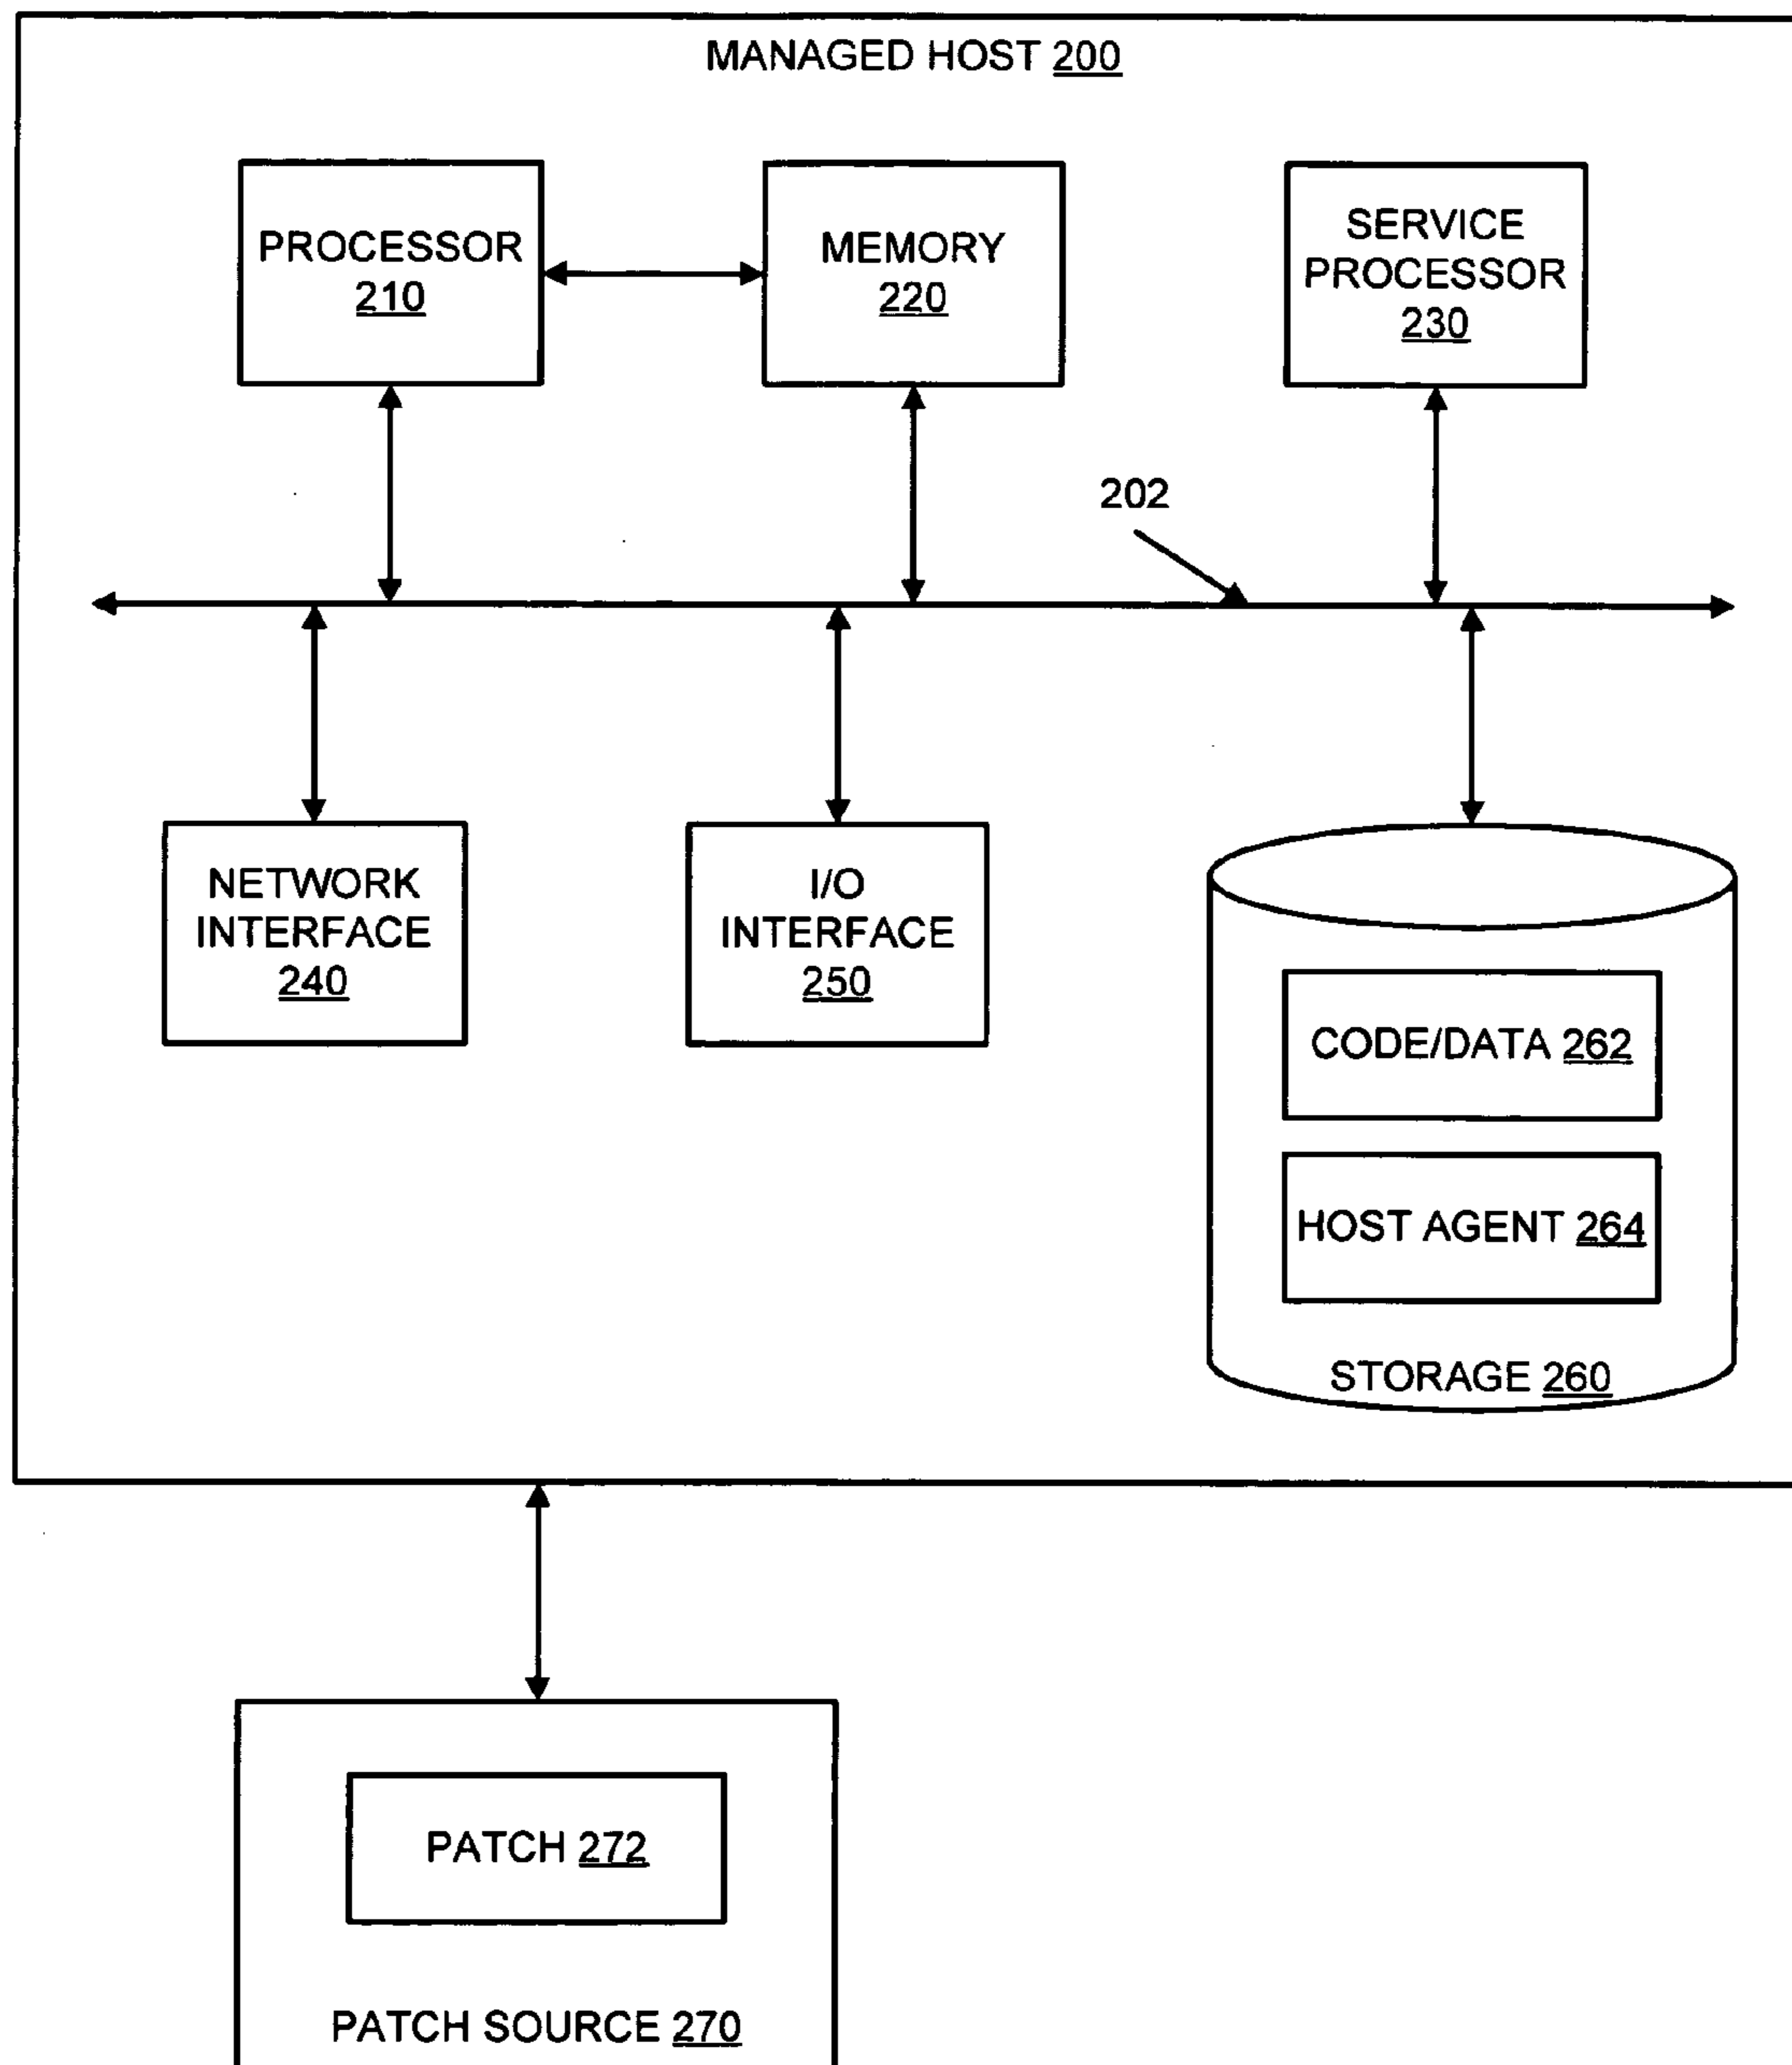 MANAGED HOST 200
PROCESSOR
210
MEMORY
220
SERVICE
PROCESSOR
230
202
NETWORK
INTERFACE
240
I/O
INTERFACE
250
CODE/DATA 262
HOST AGENT 264
STORAGE 260
PATCH 272
PATCH SOURCE 270